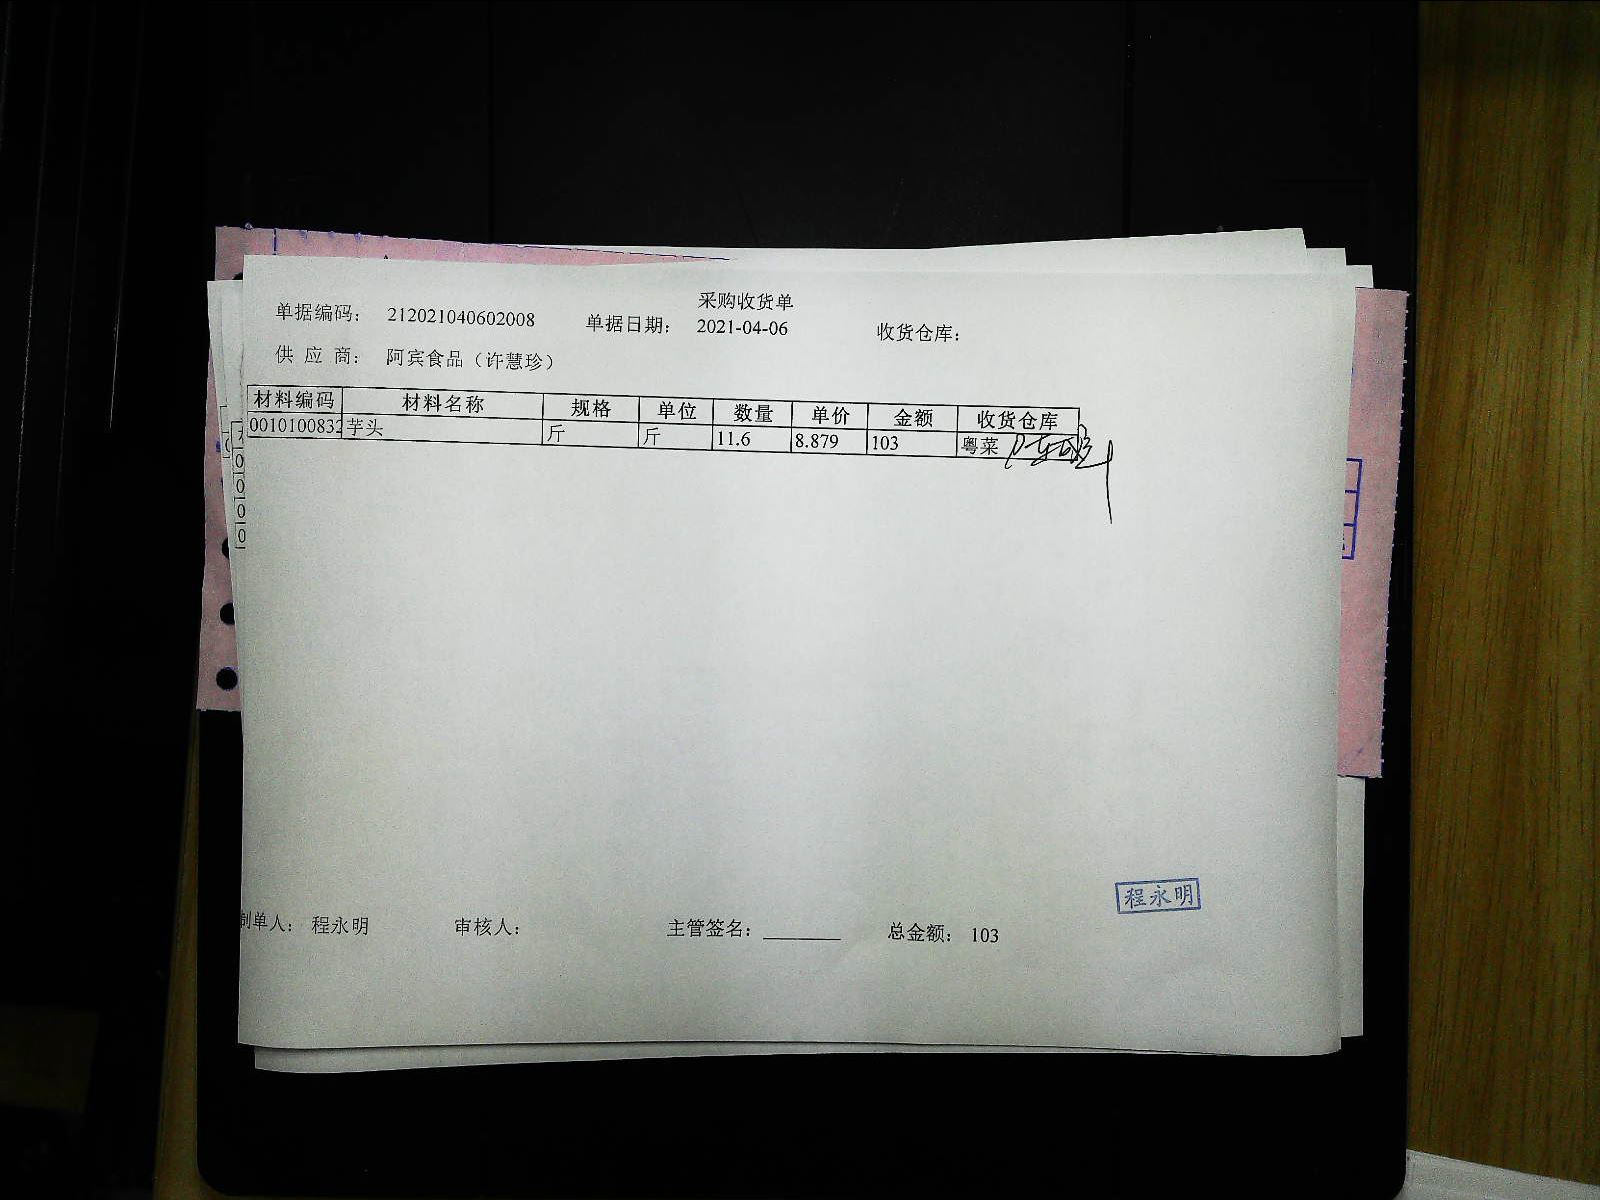 采购收货单
单据编码： 212021040602008 单据日期： 2021-04-06 收货仓库：
供 应 商： 阿宾食品（许慧珍）
材料编码 材料名称 规格 单位 数量 单价 金额 收货仓库
0010100832 芋头 斤 斤 11.6 8.879 103 粤菜
程永明
制单人： 程永明 审核人： 主管签名： 总金额： 103